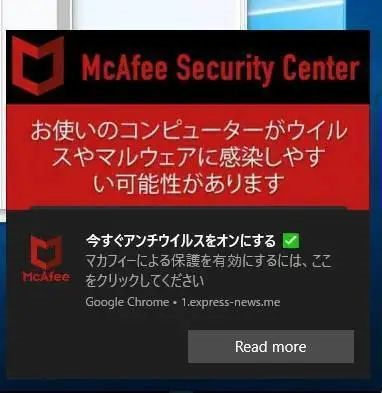 McAfee Security Center
お使いのコンピューターがウイル
スやマルウェアに感染しやす
い可能性があります
今すぐアンチウイルスをオンにする ✅
McAfee
マカフィーによる保護を有効にするには、ここ
をクリックしてください
Google Chrome • 1.express-news.me
Read more